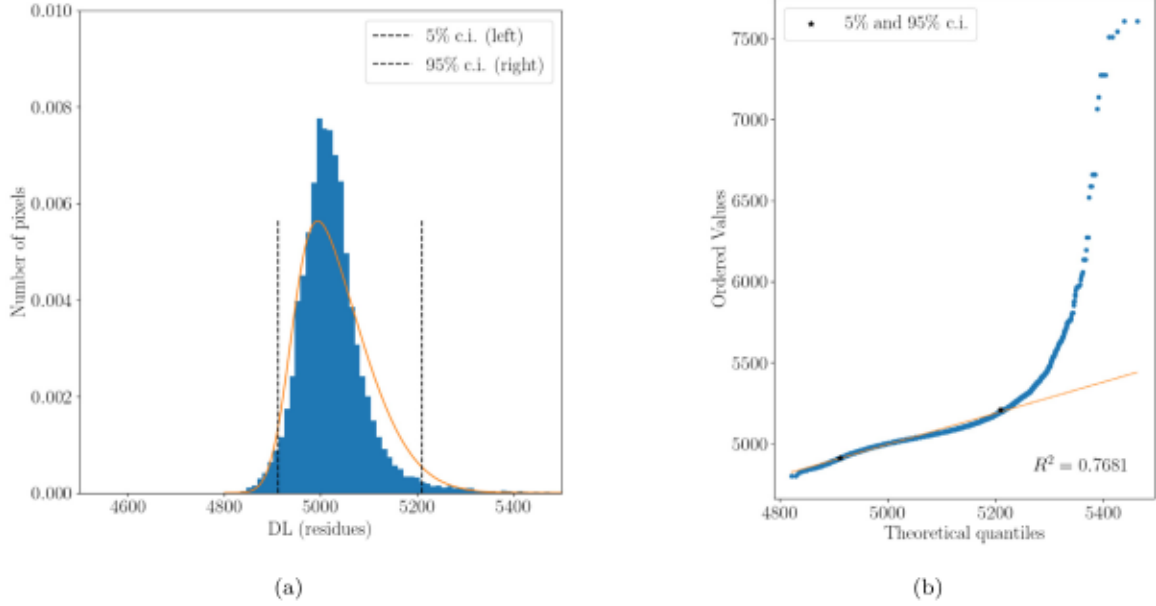 0.010
0.008
0.006
0.004
0.002
0.000
Number of pixels
5% c.i. (left)
95% c.i. (right)
4600 4800 5000 5200 5400
DL (residues)
(a)
7500
7000
6500
6000
5500
5000
Ordered Values
5% and 95% c.i.
R² = 0.7681
4800 5000 5200 5400
Theoretical quantiles
(b)